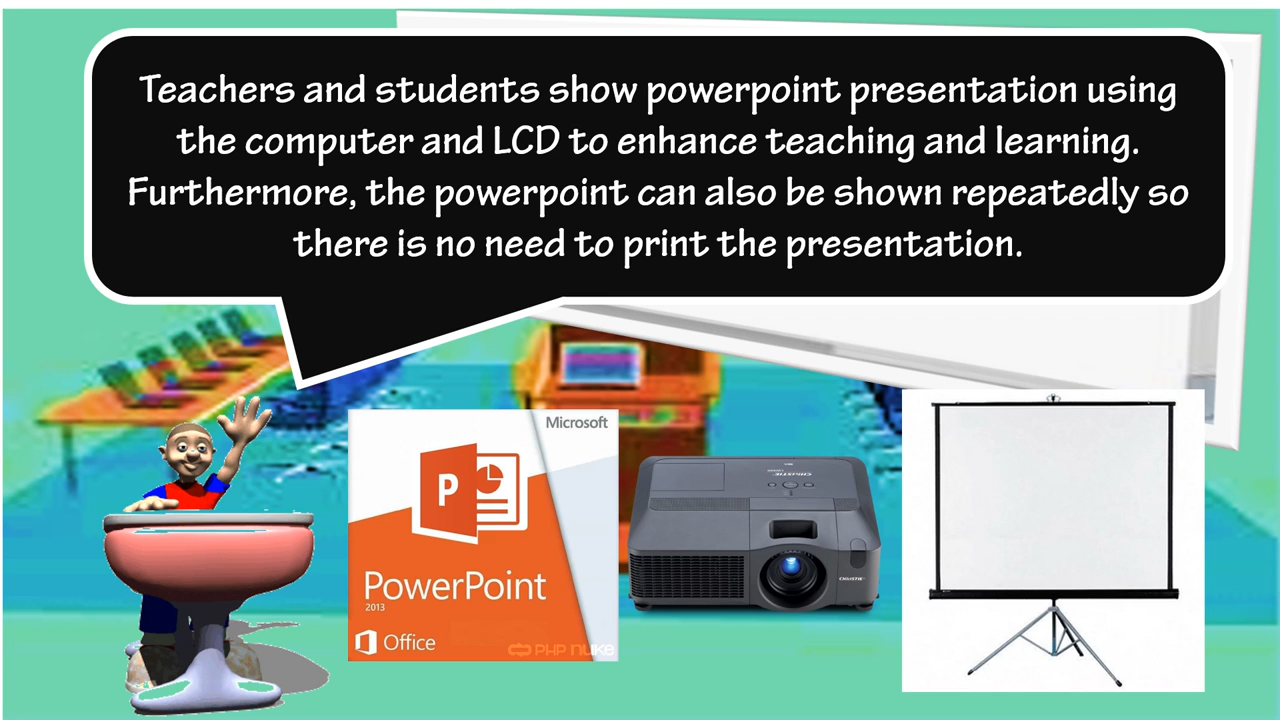 Teachers and students show powerpoint presentation using
the computer and LCD to enhance teaching and learning.
Furthermore, the powerpoint can also be shown repeatedly so
there is no need to print the presentation.
Microsoft
P
PowerPoint
2013
Office
PHP nuke
CHRISTIE
CHRISTIE